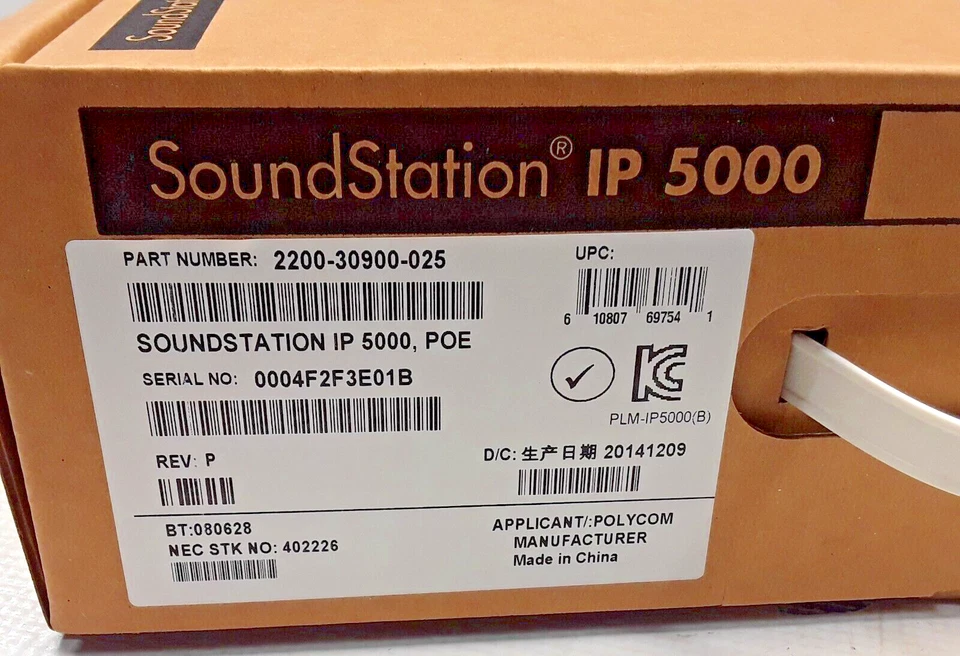 SoundStation
SoundStation® IP 5000
PART NUMBER: 2200-30900-025
UPC:
6 10807 69754 1
SOUNDSTATION IP 5000, POE
SERIAL NO: 0004F2F3E01B
PLM-IP5000(B)
REV: P
D/C: 生产日期 20141209
BT:080628
NEC STK NO: 402226
APPLICANT/:POLYCOM
MANUFACTURER
Made in China